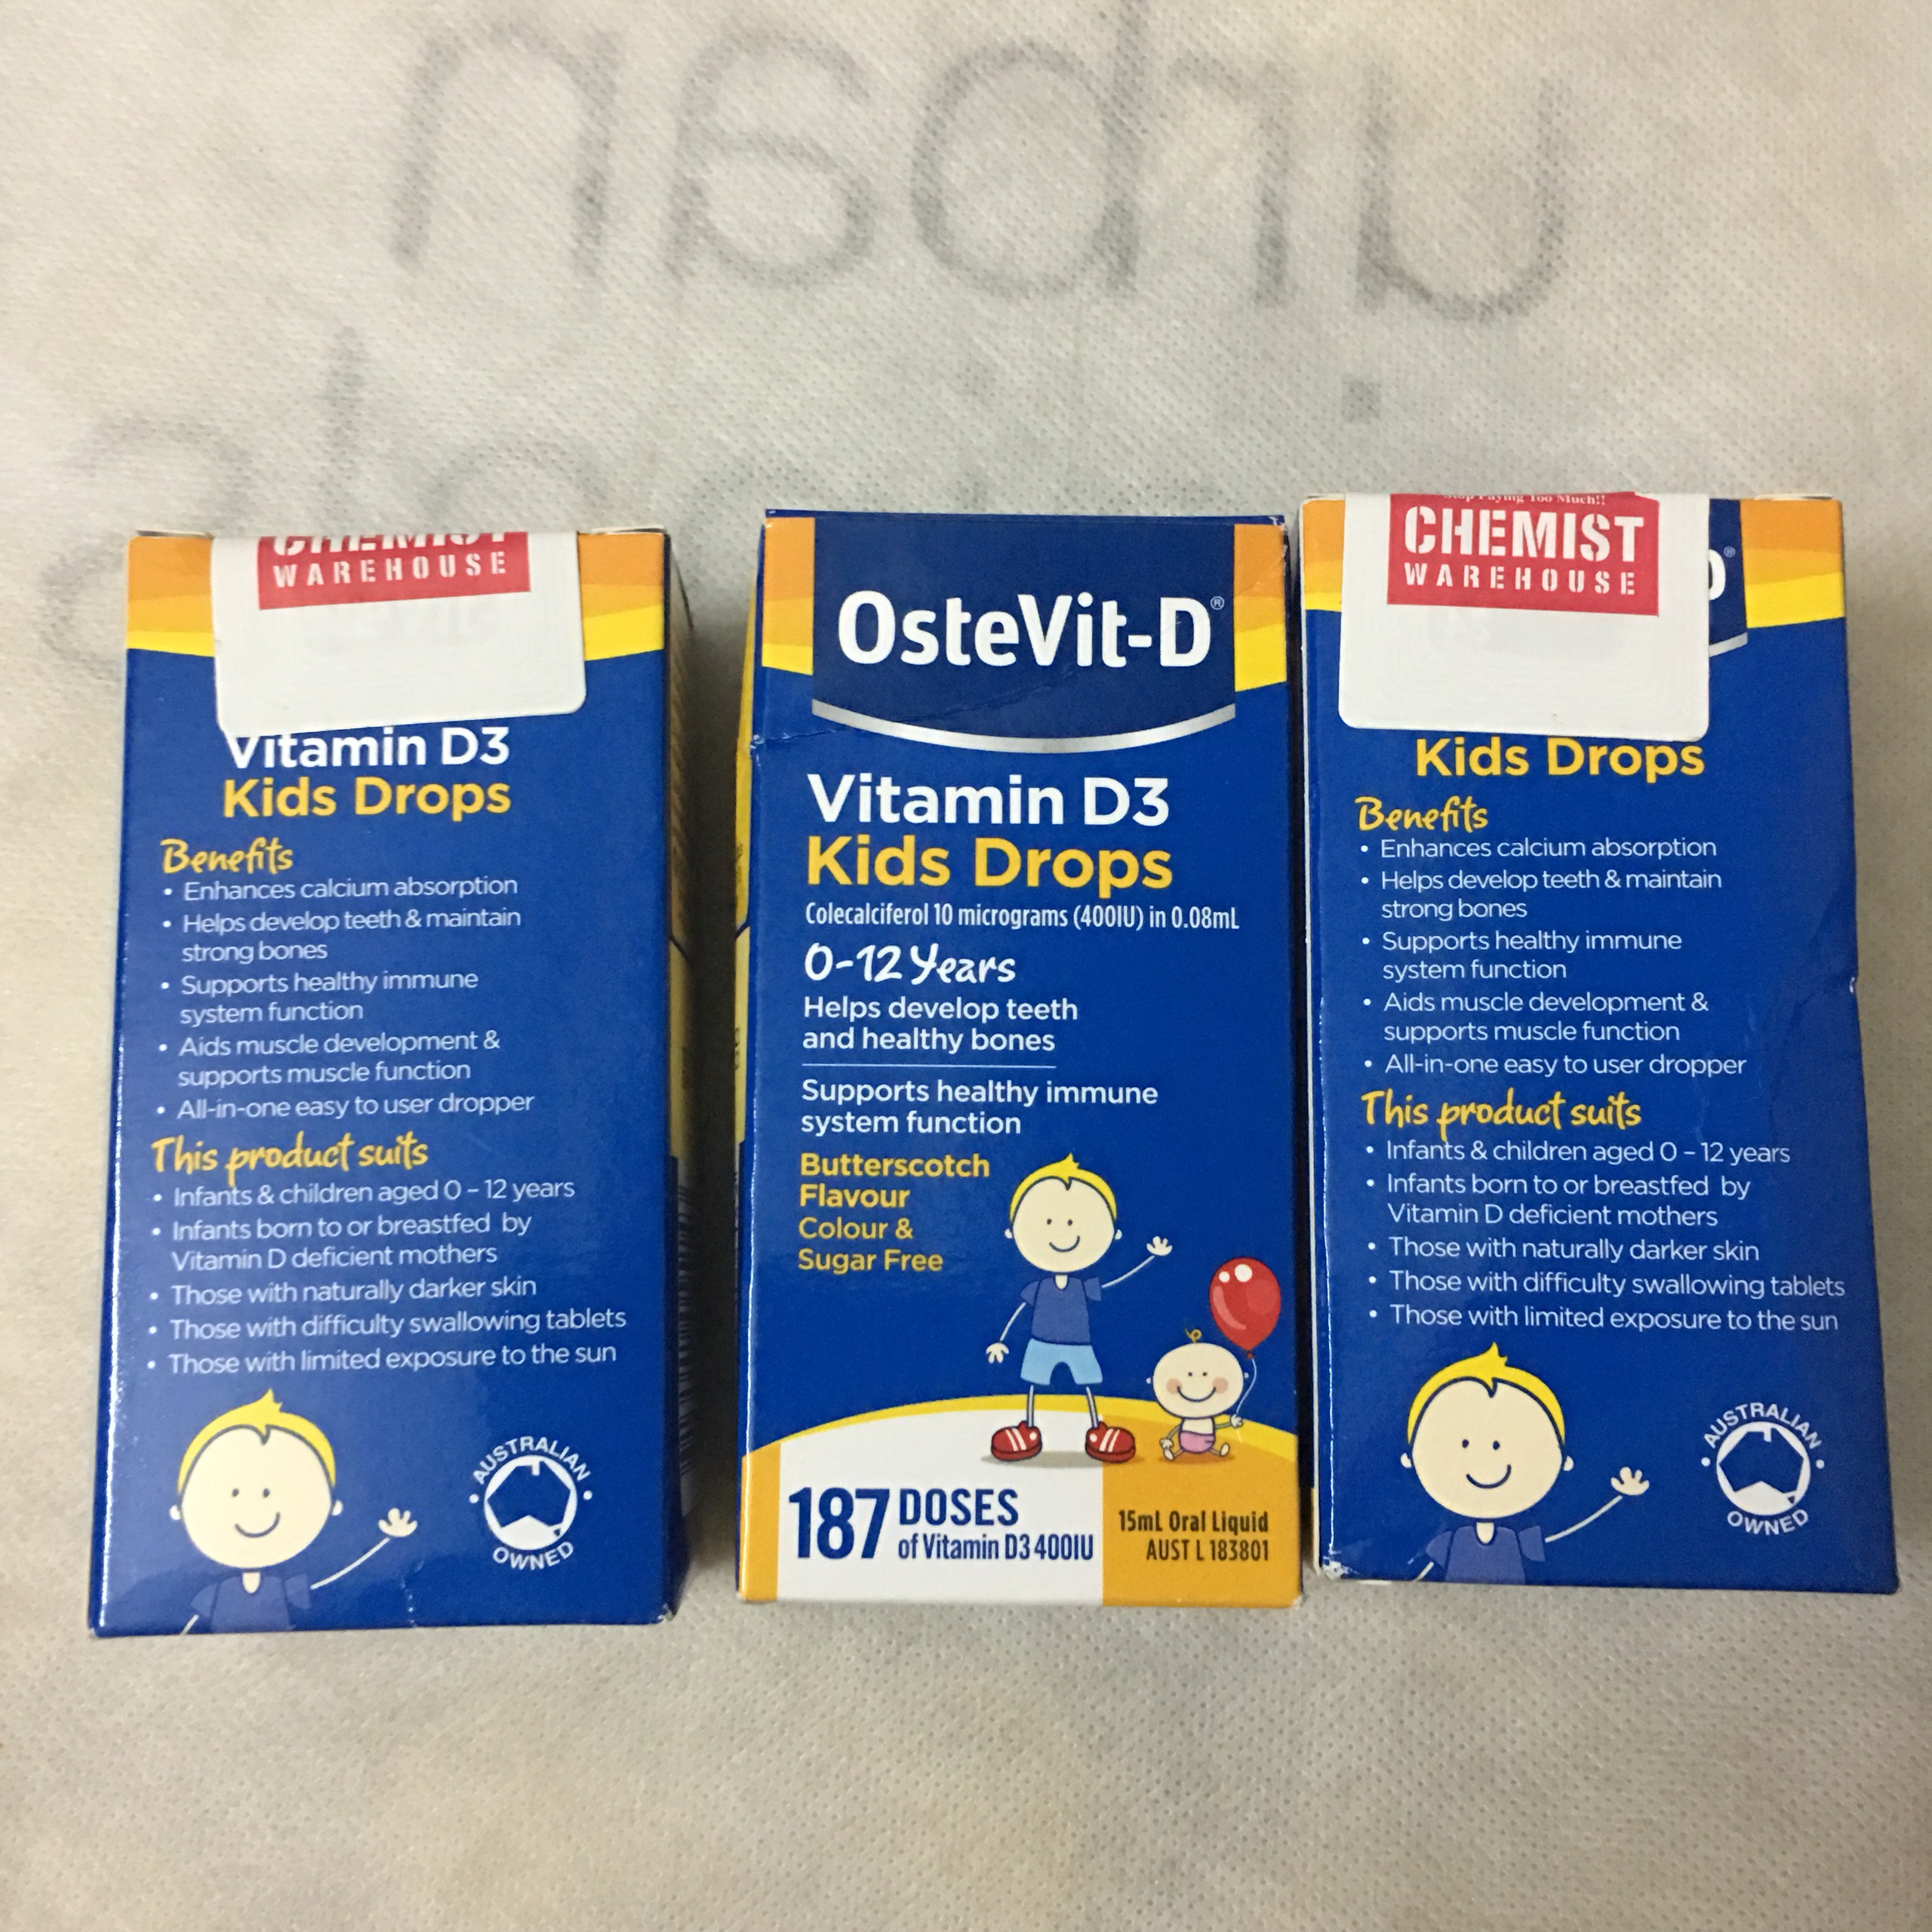 CHEMIST
WAREHOUSE
Vitamin D3
Kids Drops
Benefits
• Enhances calcium absorption
• Helps develop teeth & maintain
strong bones
• Supports healthy immune
system function
• Aids muscle development &
supports muscle function
• All-in-one easy to user dropper
This product suits
• Infants & children aged 0 – 12 years
• Infants born to or breastfed by
Vitamin D deficient mothers
• Those with naturally darker skin
• Those with difficulty swallowing tablets
• Those with limited exposure to the sun
AUSTRALIAN
OWNED
OsteVit-D®
Vitamin D3
Kids Drops
Colecalciferol 10 micrograms (400IU) in 0.08mL
0-12 Years
Helps develop teeth
and healthy bones
Supports healthy immune
system function
Butterscotch
Flavour
Colour &
Sugar Free
187 DOSES
of Vitamin D3 400IU
15mL Oral Liquid
AUST L 183801
Stop Paying Too Much!!
CHEMIST
WAREHOUSE
D®
Kids Drops
Benefits
• Enhances calcium absorption
• Helps develop teeth & maintain
strong bones
• Supports healthy immune
system function
• Aids muscle development &
supports muscle function
• All-in-one easy to user dropper
This product suits
• Infants & children aged 0 – 12 years
• Infants born to or breastfed by
Vitamin D deficient mothers
• Those with naturally darker skin
• Those with difficulty swallowing tablets
• Those with limited exposure to the sun
AUSTRALIAN
OWNED